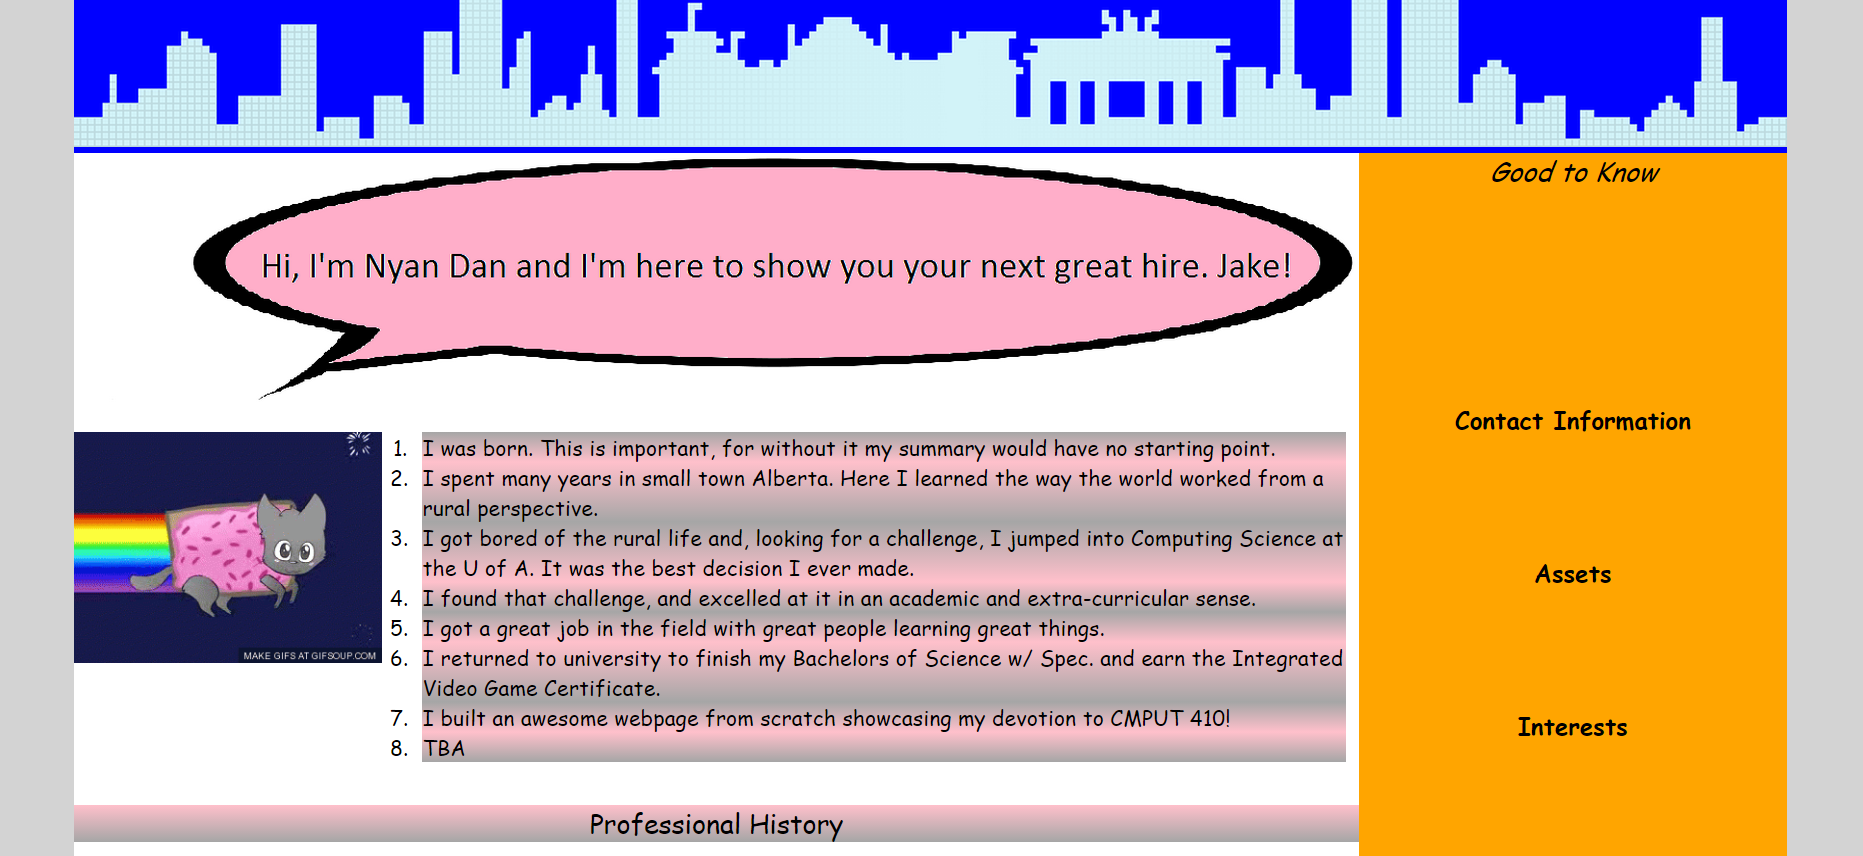 Hi, I'm Nyan Dan and I'm here to show you your next great hire. Jake!
1. I was born. This is important, for without it my summary would have no starting point.
2. I spent many years in small town Alberta. Here I learned the way the world worked from a
rural perspective.
3. I got bored of the rural life and, looking for a challenge, I jumped into Computing Science at
the U of A. It was the best decision I ever made.
4. I found that challenge, and excelled at it in an academic and extra-curricular sense.
5. I got a great job in the field with great people learning great things.
6. I returned to university to finish my Bachelors of Science w/ Spec. and earn the Integrated
Video Game Certificate.
7. I built an awesome webpage from scratch showcasing my devotion to CMPUT 410!
8. TBA
MAKE GIFS AT GIFSOUP.COM
Professional History
Good to Know
Contact Information
Assets
Interests